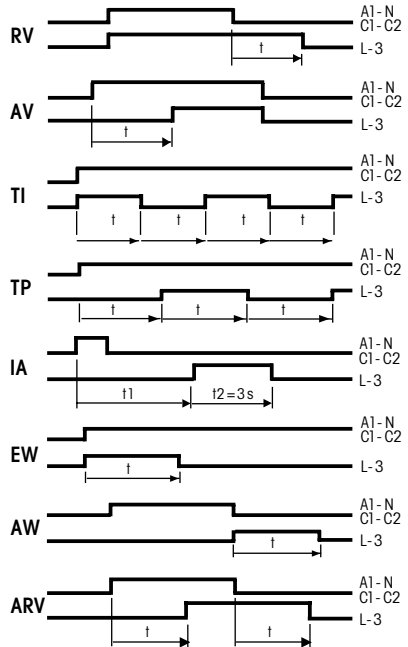 A1-N
C1-C2
RV
L-3
t
A1-N
C1-C2
AV
t
L-3
A1-N
C1-C2
TI
L-3
t t t t
A1-N
C1-C2
TP
L-3
t t t
A1-N
C1-C2
IA
L-3
t1 t2=3s
A1-N
C1-C2
EW
t
L-3
A1-N
C1-C2
AW
t
L-3
A1-N
C1-C2
ARV
L-3
t t